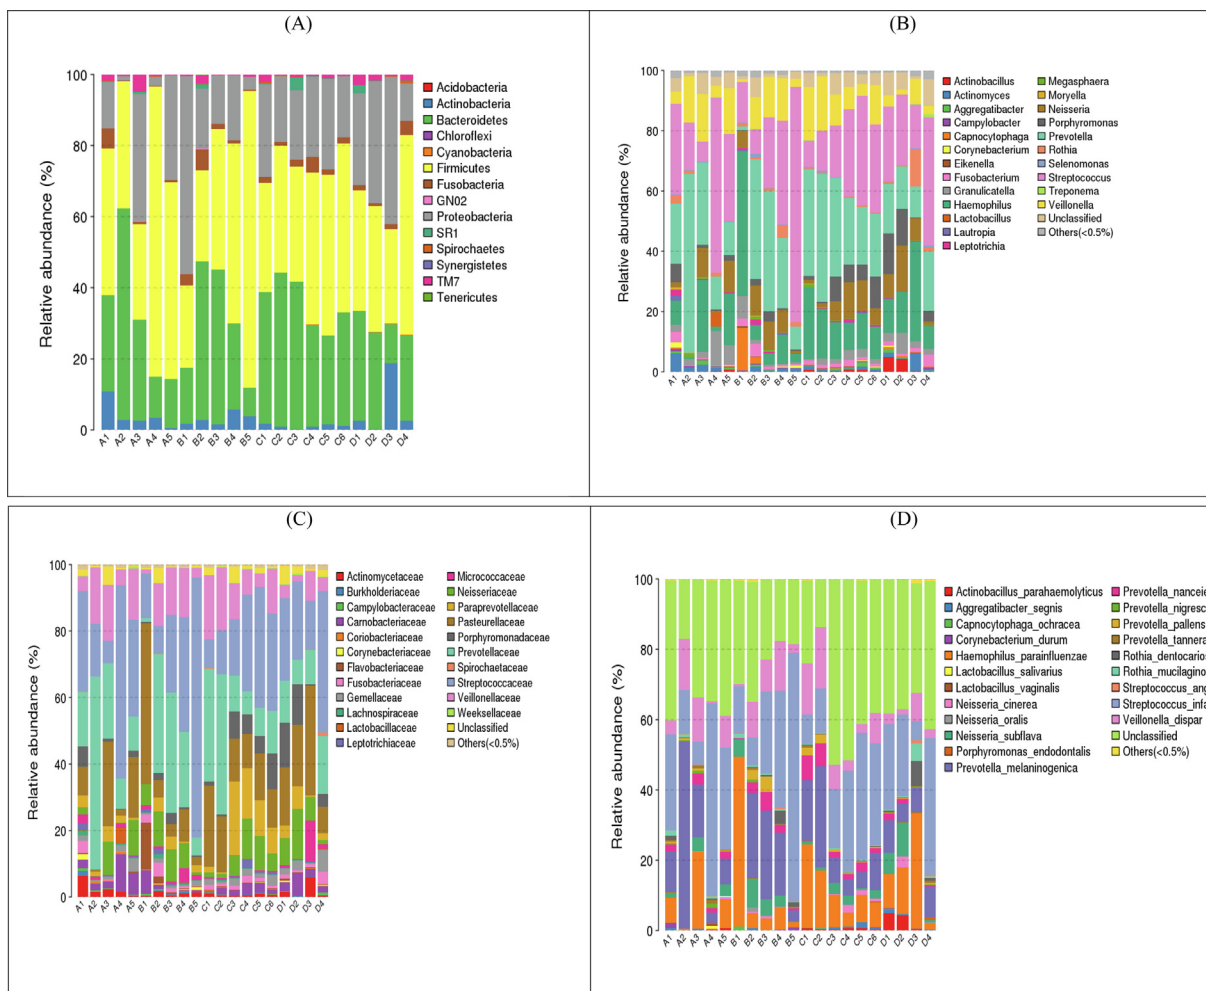 (A)
Relative abundance (%)
100
80
60
40
20
0
A1 A2 A3 A4 A5 B1 B2 B3 B4 B5 C1 C2 C3 C4 C5 C6 D1 D2 D3 D4
Acidobacteria
Actinobacteria
Bacteroidetes
Chloroflexi
Cyanobacteria
Firmicutes
Fusobacteria
GN02
Proteobacteria
SR1
Spirochaetes
Synergistetes
TM7
Tenericutes
(B)
Relative abundance (%)
100
80
60
40
20
0
A1 A2 A3 A4 A5 B1 B2 B3 B4 B5 C1 C2 C3 C4 C5 C6 D1 D2 D3 D4
Actinobacillus
Actinomyces
Aggregatibacter
Campylobacter
Capnocytophaga
Corynebacterium
Eikenella
Fusobacterium
Granulicatella
Haemophilus
Lactobacillus
Lautropia
Leptotrichia
Megasphaera
Moryella
Neisseria
Porphyromonas
Prevotella
Rothia
Selenomonas
Streptococcus
Treponema
Veillonella
Unclassified
Others(<0.5%)
(C)
Relative abundance (%)
100
80
60
40
20
0
A1 A2 A3 A4 A5 B1 B2 B3 B4 B5 C1 C2 C3 C4 C5 C6 D1 D2 D3 D4
Actinomycetaceae
Burkholderiaceae
Campylobacteraceae
Carnobacteriaceae
Coriobacteriaceae
Corynebacteriaceae
Flavobacteriaceae
Fusobacteriaceae
Gemellaceae
Lachnospiraceae
Lactobacillaceae
Leptotrichiaceae
Micrococcaceae
Neisseriaceae
Paraprevotellaceae
Pasteurellaceae
Porphyromonadaceae
Prevotellaceae
Spirochaetaceae
Streptococcaceae
Veillonellaceae
Weeksellaceae
Unclassified
Others(<0.5%)
(D)
Relative abundance (%)
100
80
60
40
20
0
A1 A2 A3 A4 A5 B1 B2 B3 B4 B5 C1 C2 C3 C4 C5 C6 D1 D2 D3 D4
Actinobacillus_parahaemolyticus
Aggregatibacter_segnis
Capnocytophaga_ochracea
Corynebacterium_durum
Haemophilus_parainfluenzae
Lactobacillus_salivarius
Lactobacillus_vaginalis
Neisseria_cinerea
Neisseria_oralis
Neisseria_subflava
Porphyromonas_endodontalis
Prevotella_melaninogenica
Prevotella_nanceie
Prevotella_nigresc
Prevotella_pallens
Prevotella_tannera
Rothia_dentocarios
Rothia_mucilagino
Streptococcus_ang
Streptococcus_infa
Veillonella_dispar
Unclassified
Others(<0.5%)